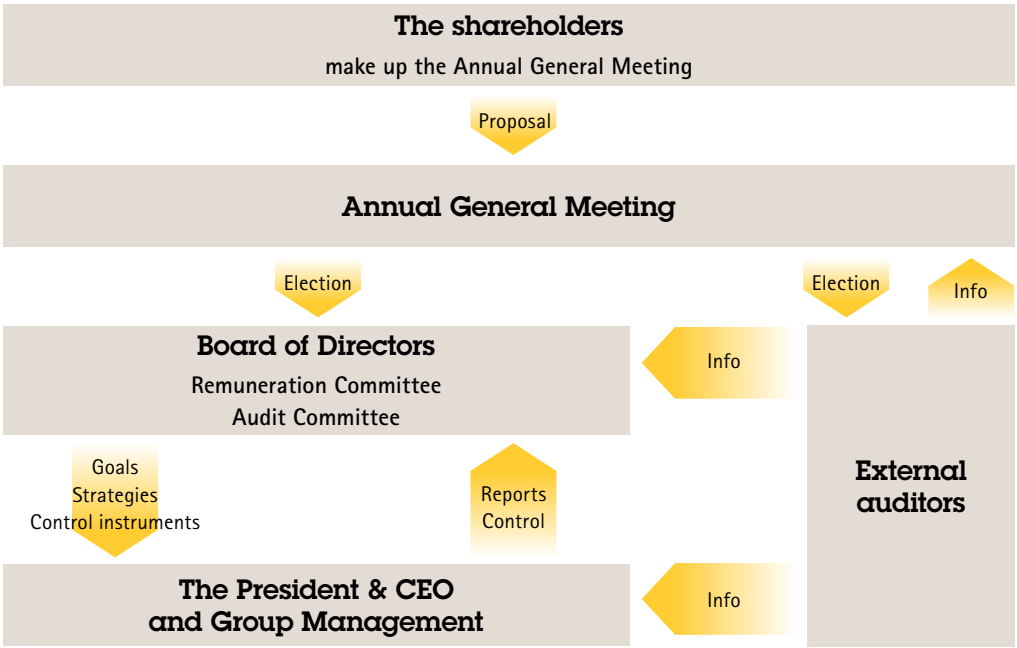 The shareholders
make up the Annual General Meeting
Proposal
Annual General Meeting
Election
Election
Info
Board of Directors
Remuneration Committee
Audit Committee
Info
Goals
Strategies
Control instruments
Reports
Control
External
auditors
The President & CEO
and Group Management
Info